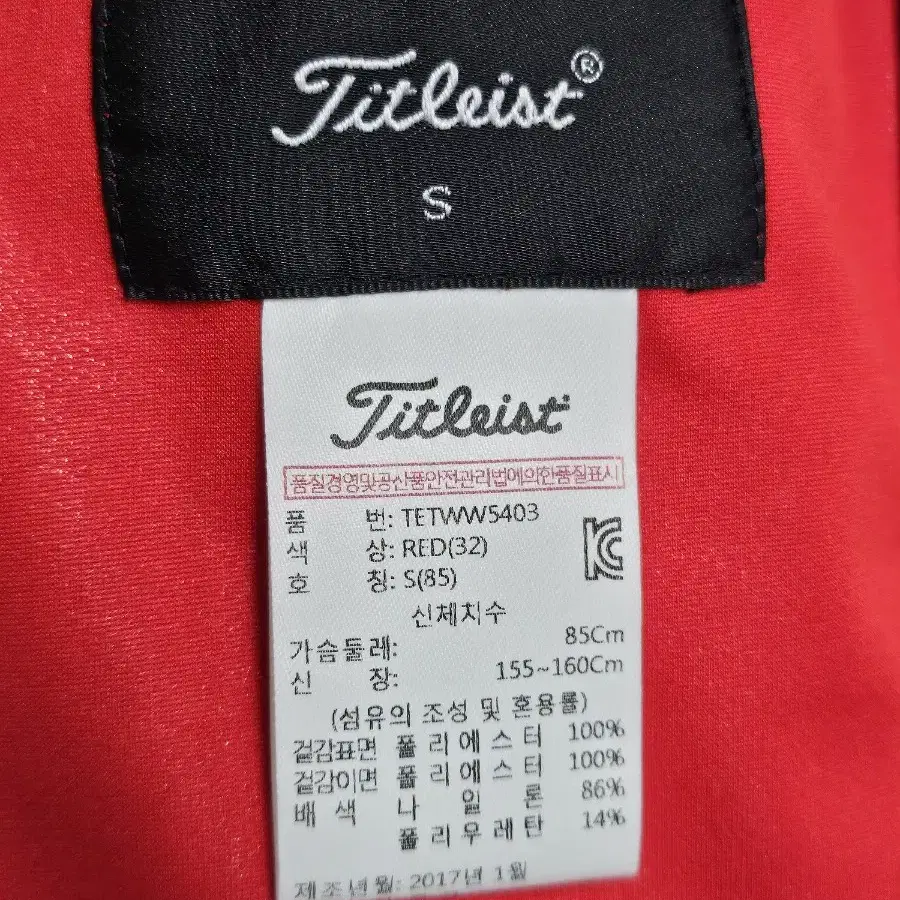 Titleist®
S
Titleist
품질경영및공산품안전관리법에의한품질표시
품 번: TETWW5403
색 상: RED(32)
호 칭: S(85)
신체치수
가슴둘레: 85Cm
신 장: 155~160Cm
(섬유의 조성 및 혼용률)
겉감표면 폴리에스터 100%
겉감이면 폴리에스터 100%
배 색 나 일 론 86%
폴리우레탄 14%
제조년월: 2017년 1월